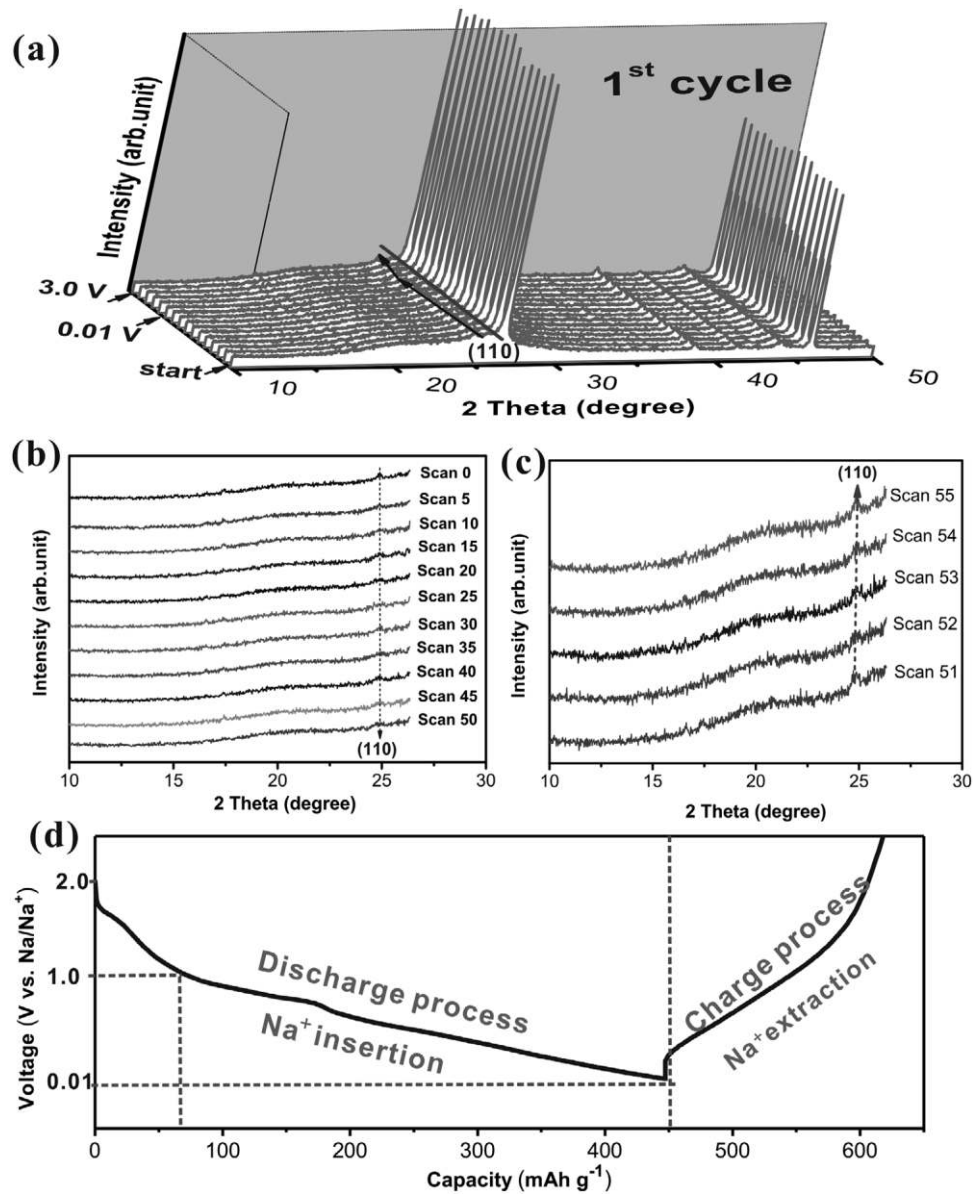 (a)
1st cycle
Intensity (arb.unit)
3.0 V
0.01 V
start
(110)
10 20 30 40 50
2 Theta (degree)
(b)
Intensity (arb.unit)
Scan 0
Scan 5
Scan 10
Scan 15
Scan 20
Scan 25
Scan 30
Scan 35
Scan 40
Scan 45
Scan 50
(110)
10 15 20 25 30
2 Theta (degree)
(c)
Intensity (arb.unit)
(110)
Scan 55
Scan 54
Scan 53
Scan 52
Scan 51
10 15 20 25 30
2 Theta (degree)
(d)
Voltage (V vs. Na/Na+)
2.0
1.0
0.01
Discharge process
Na+ insertion
Charge process
Na+ extraction
0 100 200 300 400 500 600
Capacity (mAh g-1)